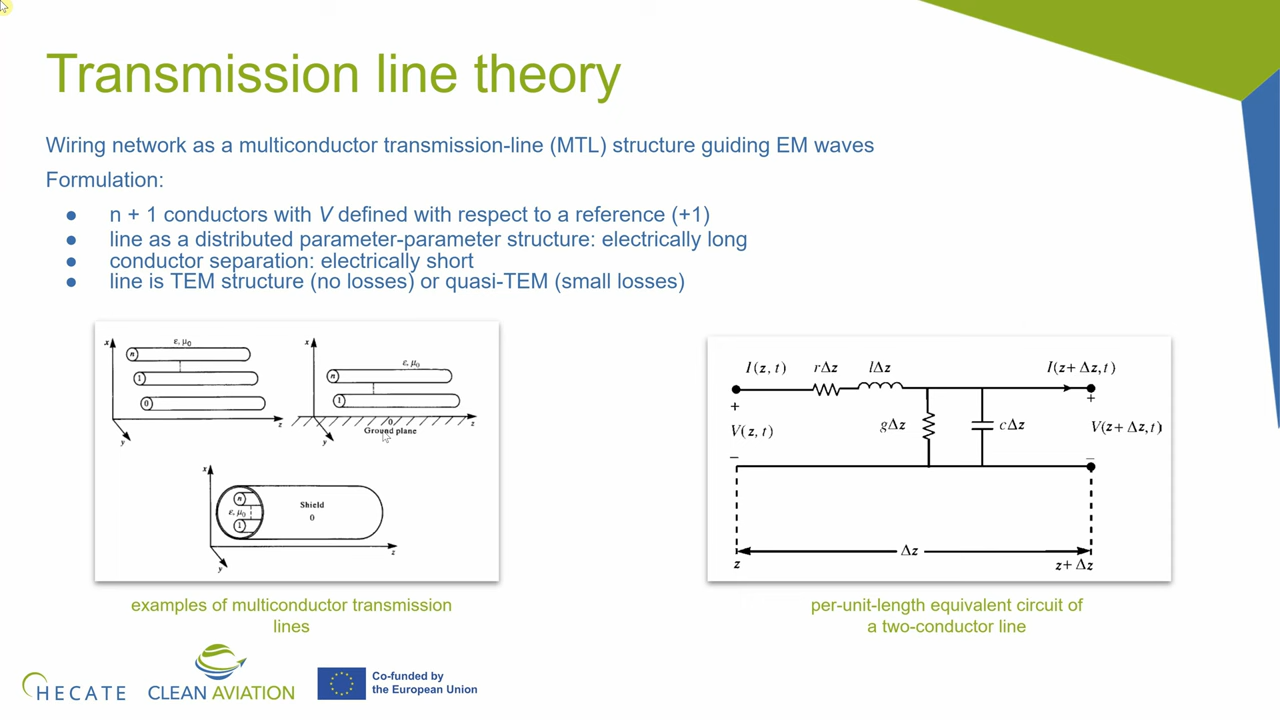 Transmission line theory
Wiring network as a multiconductor transmission-line (MTL) structure guiding EM waves
Formulation:
● n + 1 conductors with V defined with respect to a reference (+1)
● line as a distributed parameter-parameter structure: electrically long
● conductor separation: electrically short
● line is TEM structure (no losses) or quasi-TEM (small losses)
x
ε, μ₀
n
1
0
z
y
x
ε, μ₀
n
1
0
z
Ground plane
y
x
n
ε, μ₀
1
Shield
0
z
y
examples of multiconductor transmission
lines
I(z, t) rΔz lΔz I(z + Δz, t)
+ +
V(z, t) gΔz cΔz V(z + Δz, t)
– –
Δz
z z + Δz
per-unit-length equivalent circuit of
a two-conductor line
HECATE
CLEAN AVIATION
Co-funded by
the European Union